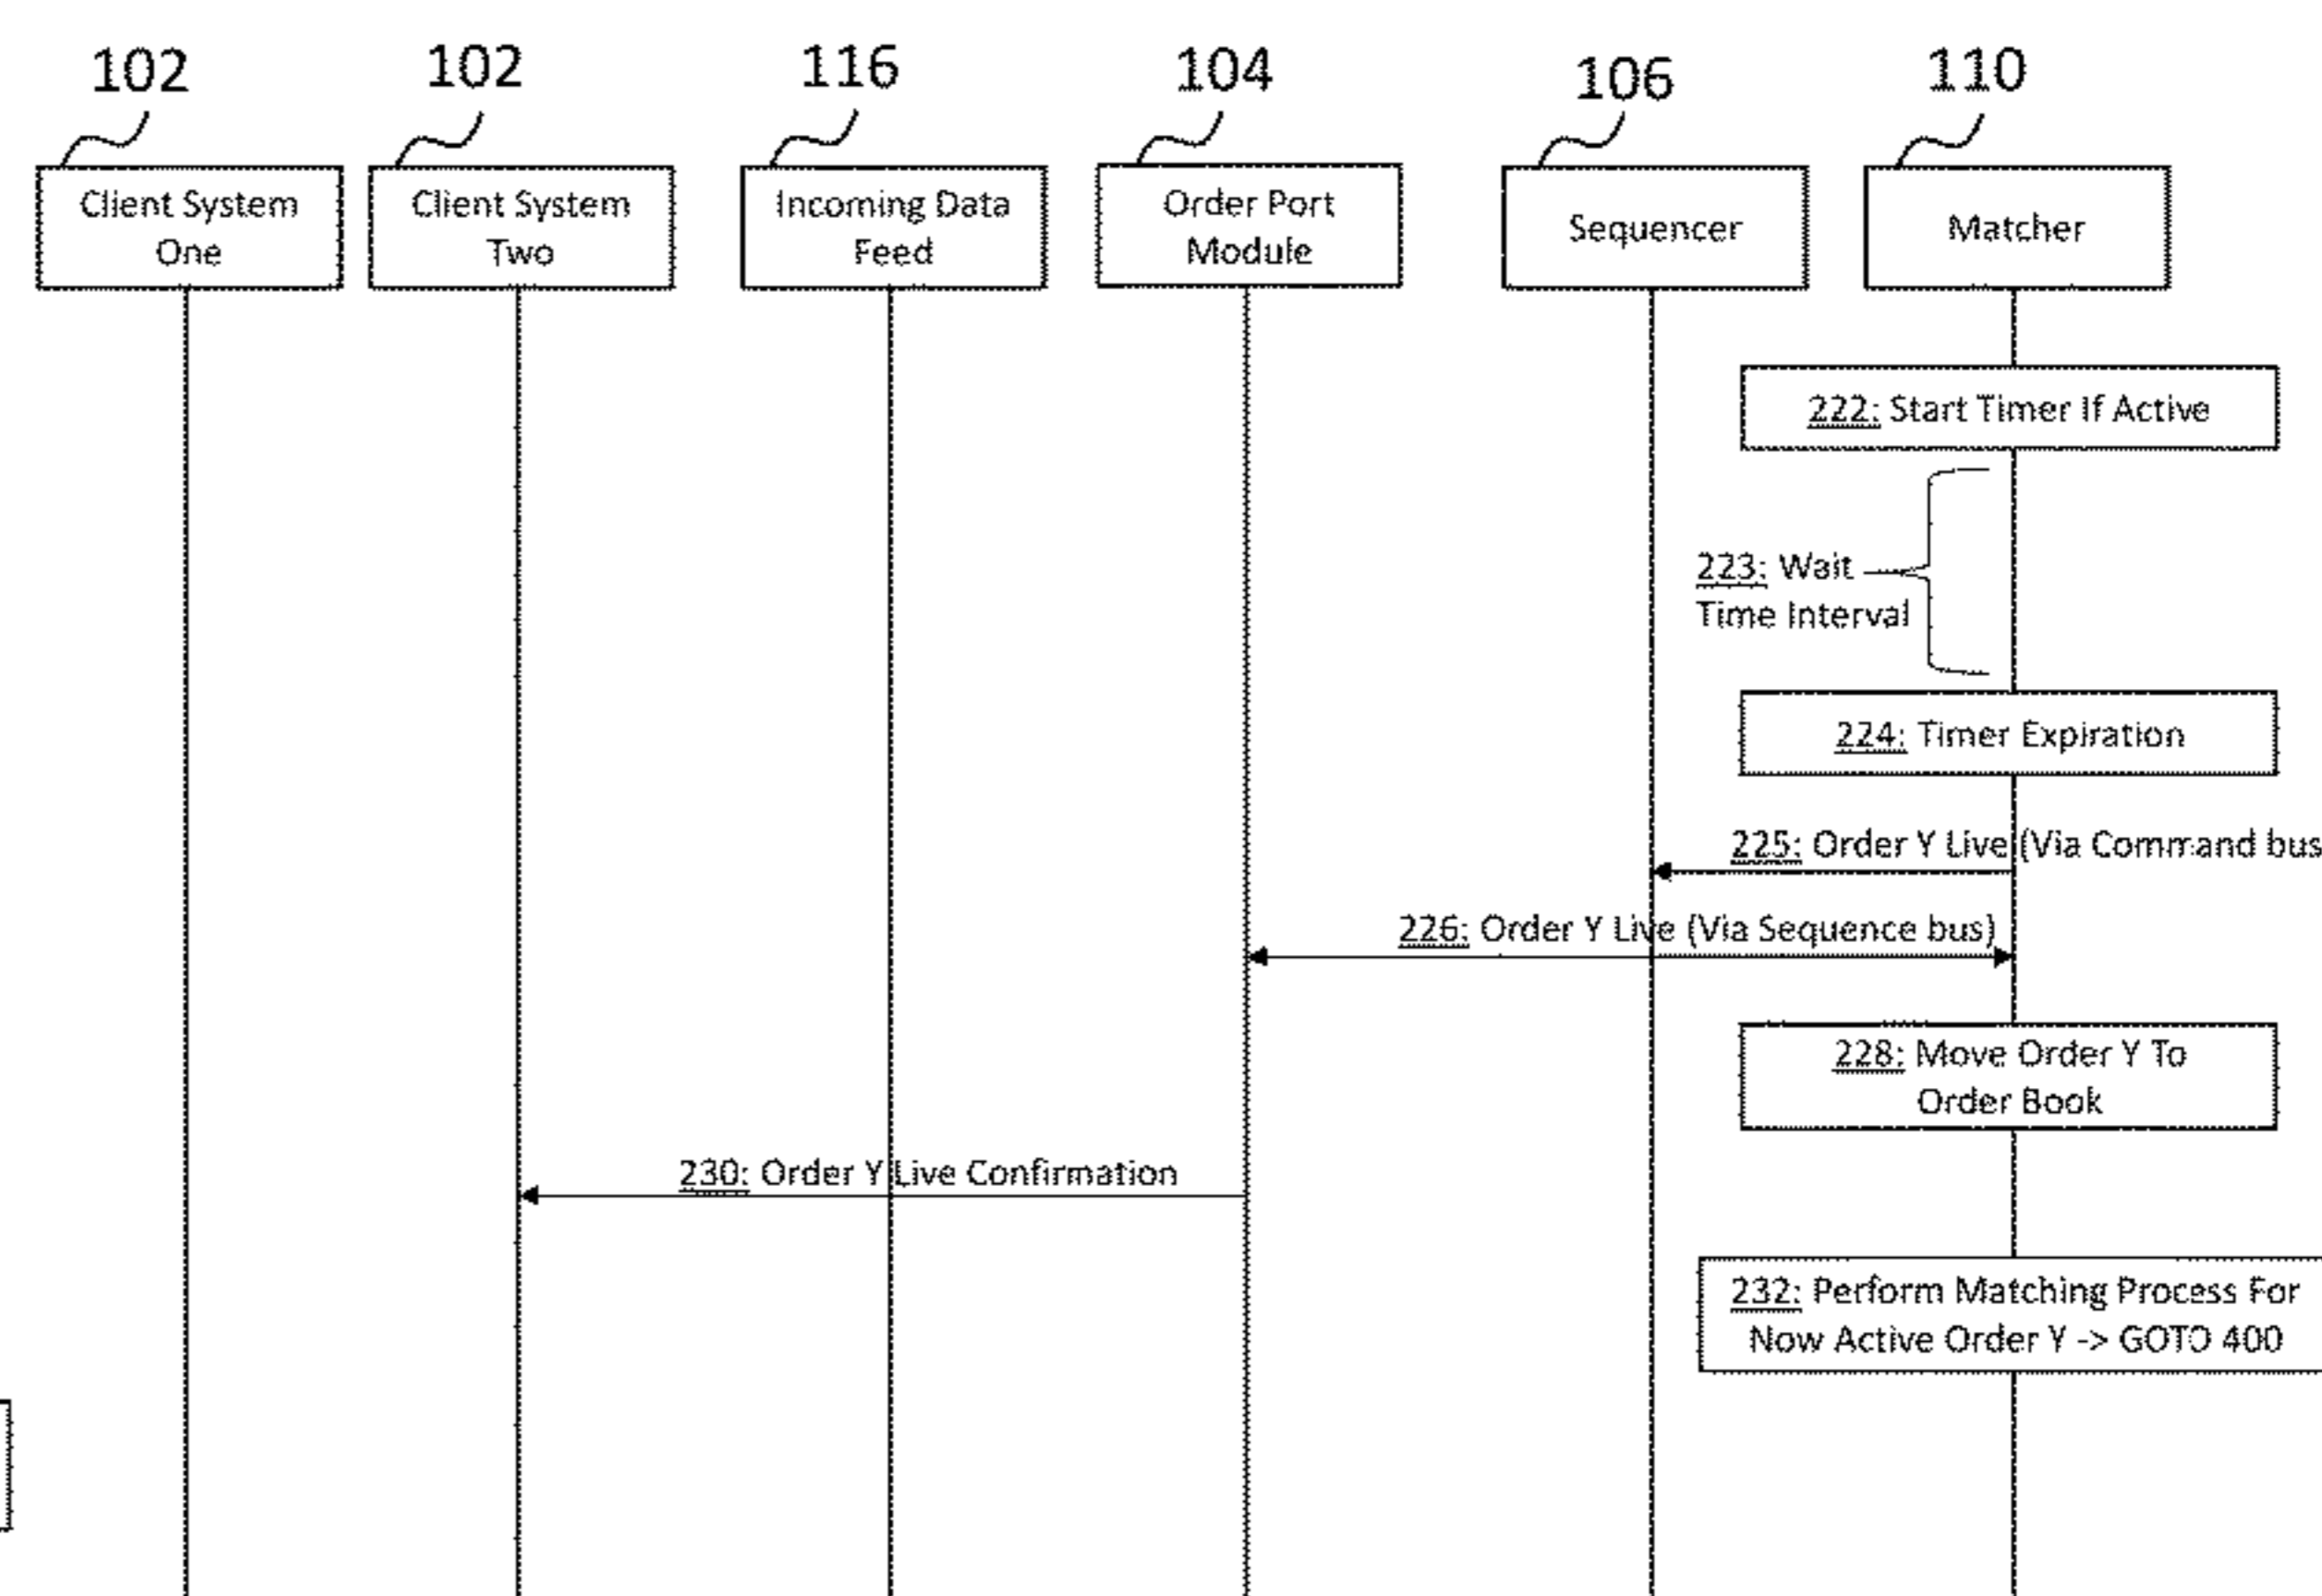 102
102
116
104
106
110
Client System
One
Client System
Two
Incoming Data
Feed
Order Port
Module
Sequencer
Matcher
222: Start Timer If Active
223: Wait
Time Interval
224: Timer Expiration
225: Order Y Live (Via Command bus
226: Order Y Live (Via Sequence bus)
228: Move Order Y To
Order Book
230: Order Y Live Confirmation
232: Perform Matching Process For
Now Active Order Y -> GOTO 400